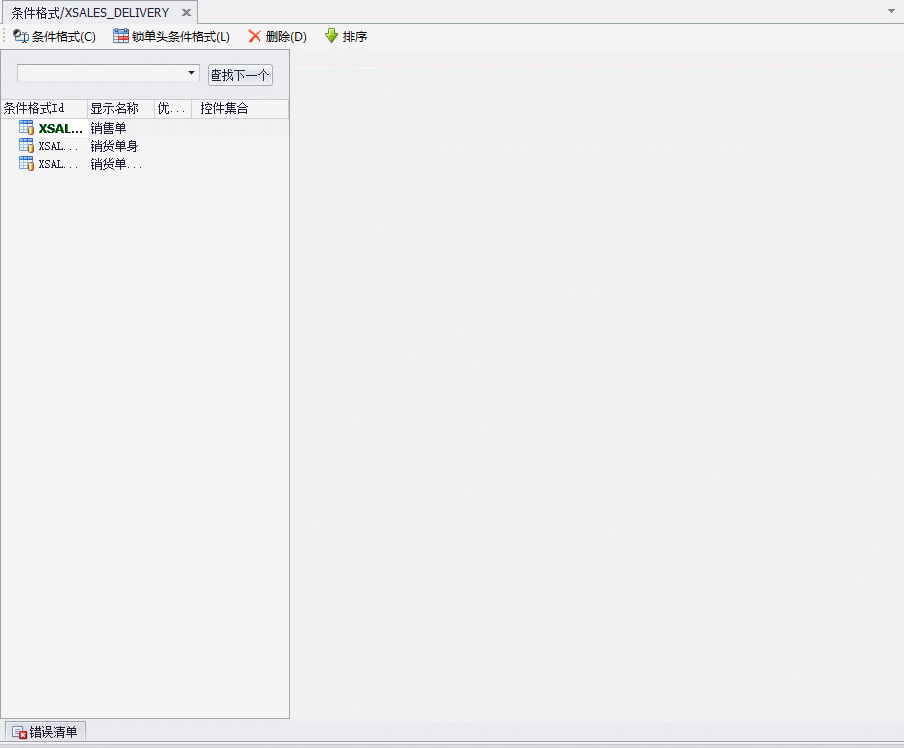 条件格式/XSALES_DELIVERY
条件格式(C) 锁单头条件格式(L) 删除(D) 排序
查找下一个
条件格式Id 显示名称 优... 控件集合
XSAL... 销售单
XSAL... 销货单身
XSAL... 销货单...
错误清单